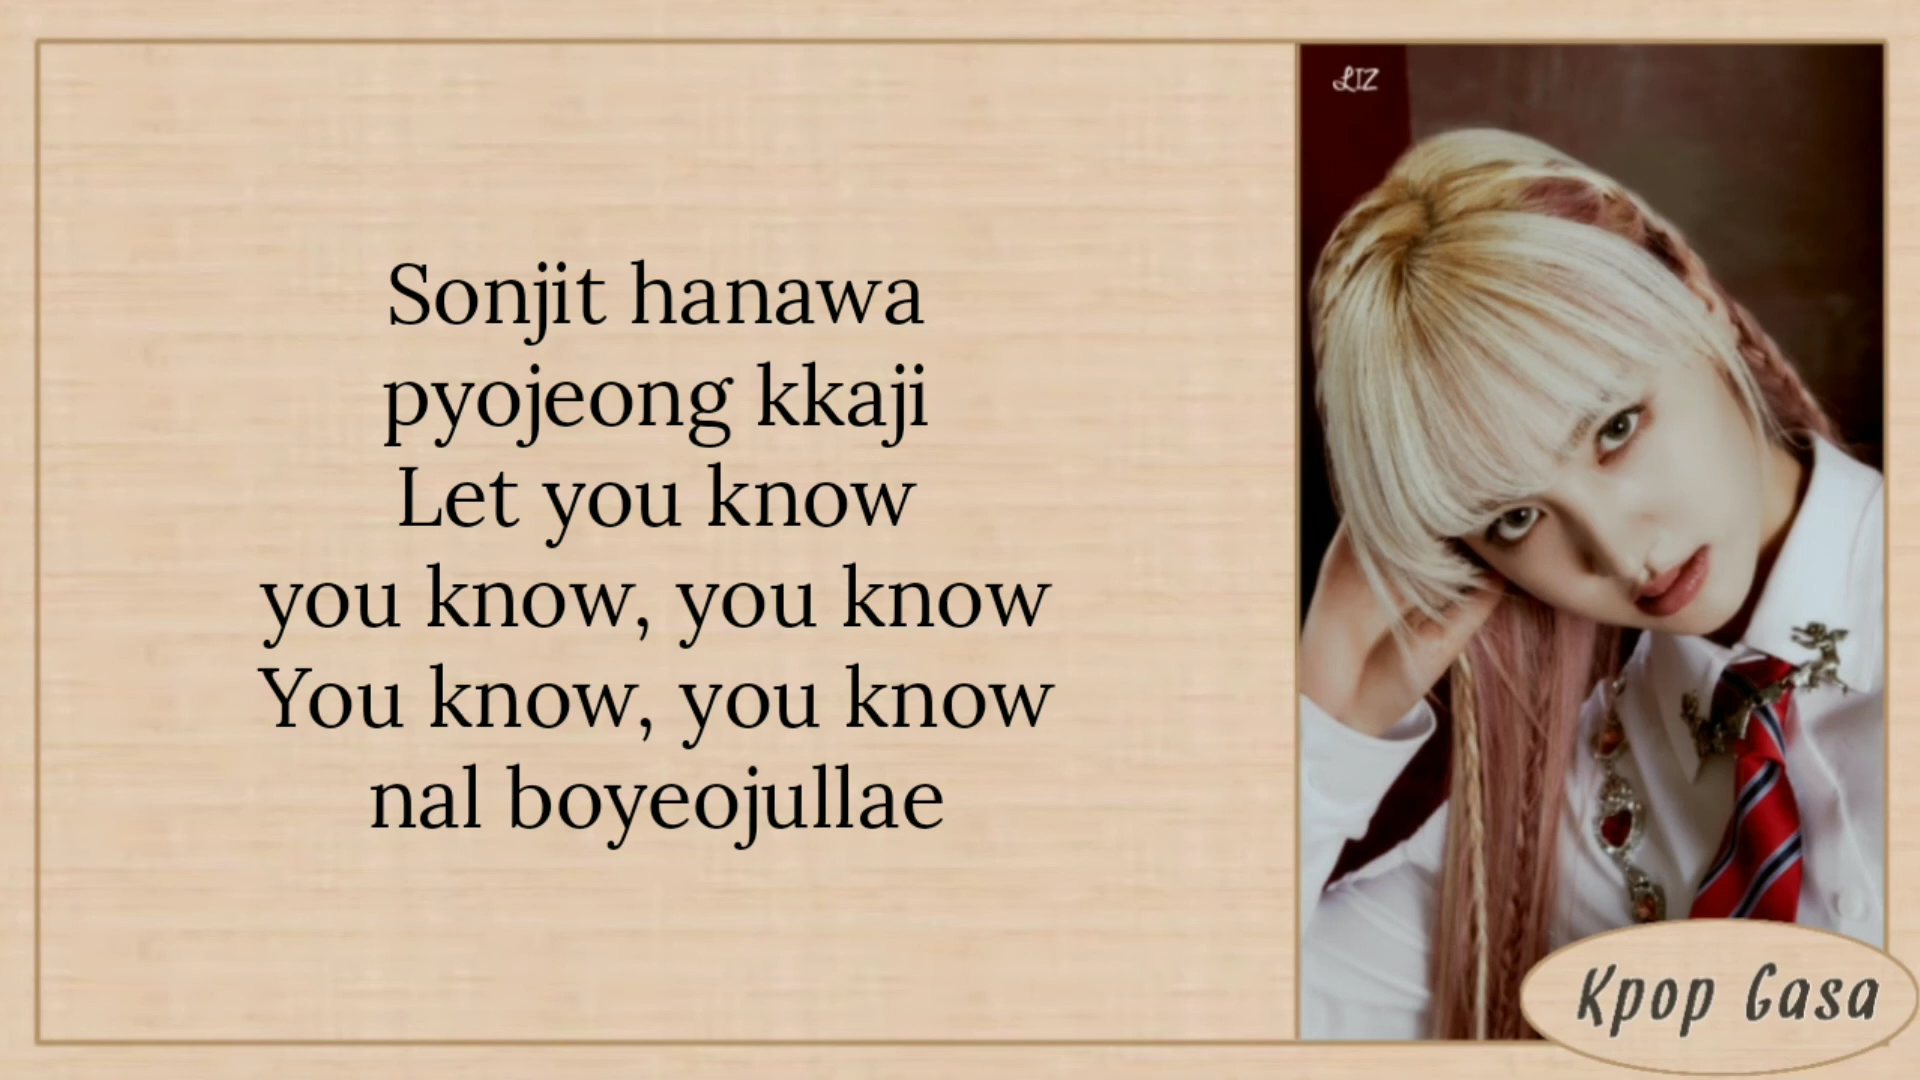 Sonjit hanawa
pyojeong kkaji
Let you know
you know, you know
You know, you know
nal boyeojullae
LIZ
Kpop Gasa